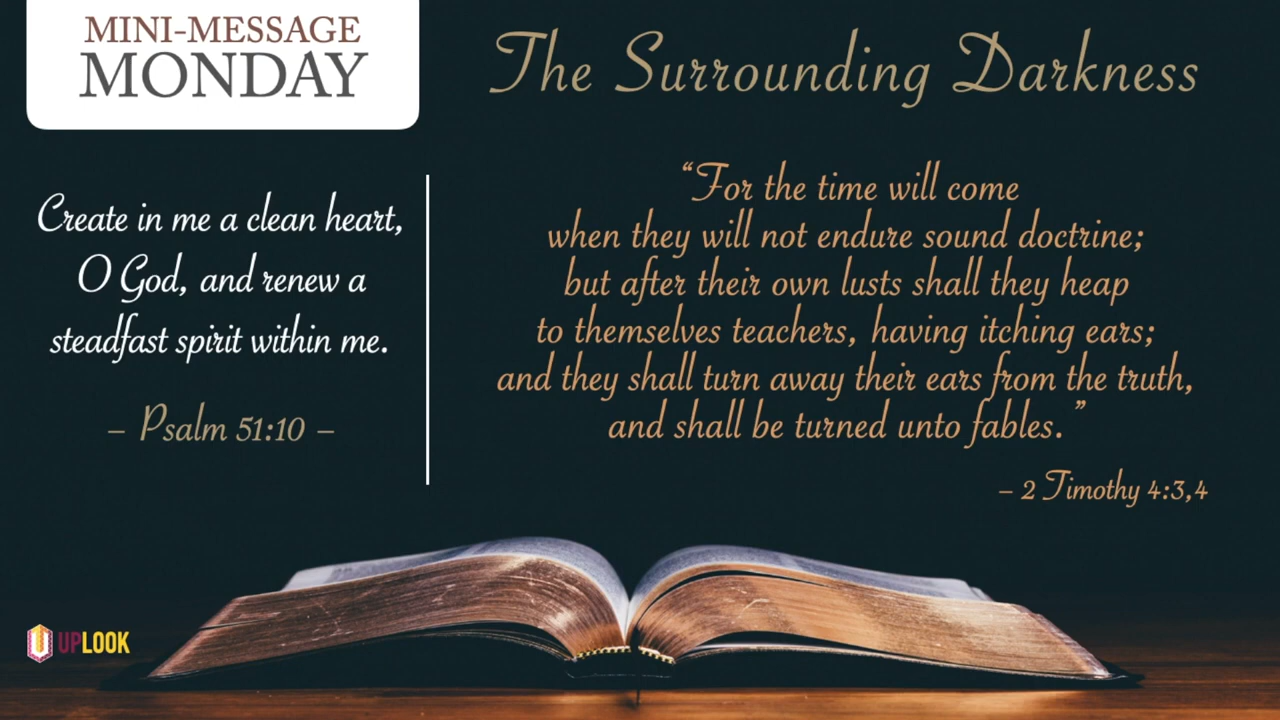 MINI-MESSAGE
MONDAY
The Surrounding Darkness
Create in me a clean heart,
O God, and renew a
steadfast spirit within me.
– Psalm 51:10 –
“For the time will come
when they will not endure sound doctrine;
but after their own lusts shall they heap
to themselves teachers, having itching ears;
and they shall turn away their ears from the truth,
and shall be turned unto fables.”
– 2 Timothy 4:3,4
UPLOOK